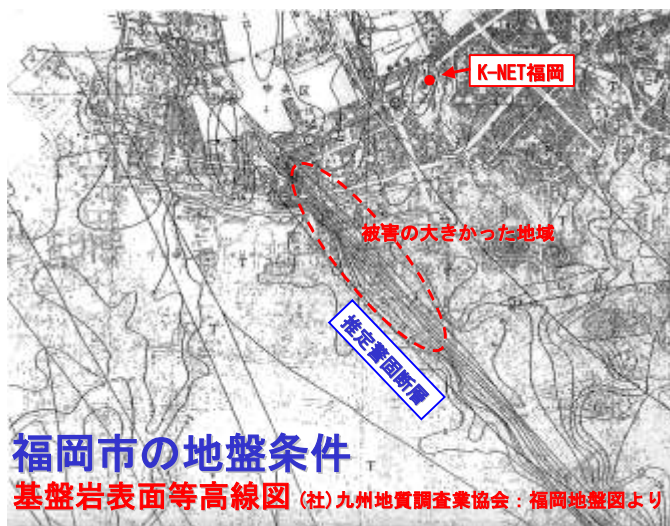 K-NET福岡
中央区
被害の大きかった地域
推定警固断層
福岡市の地盤条件
基盤岩表面等高線図 (社)九州地質調査業協会：福岡地盤図より